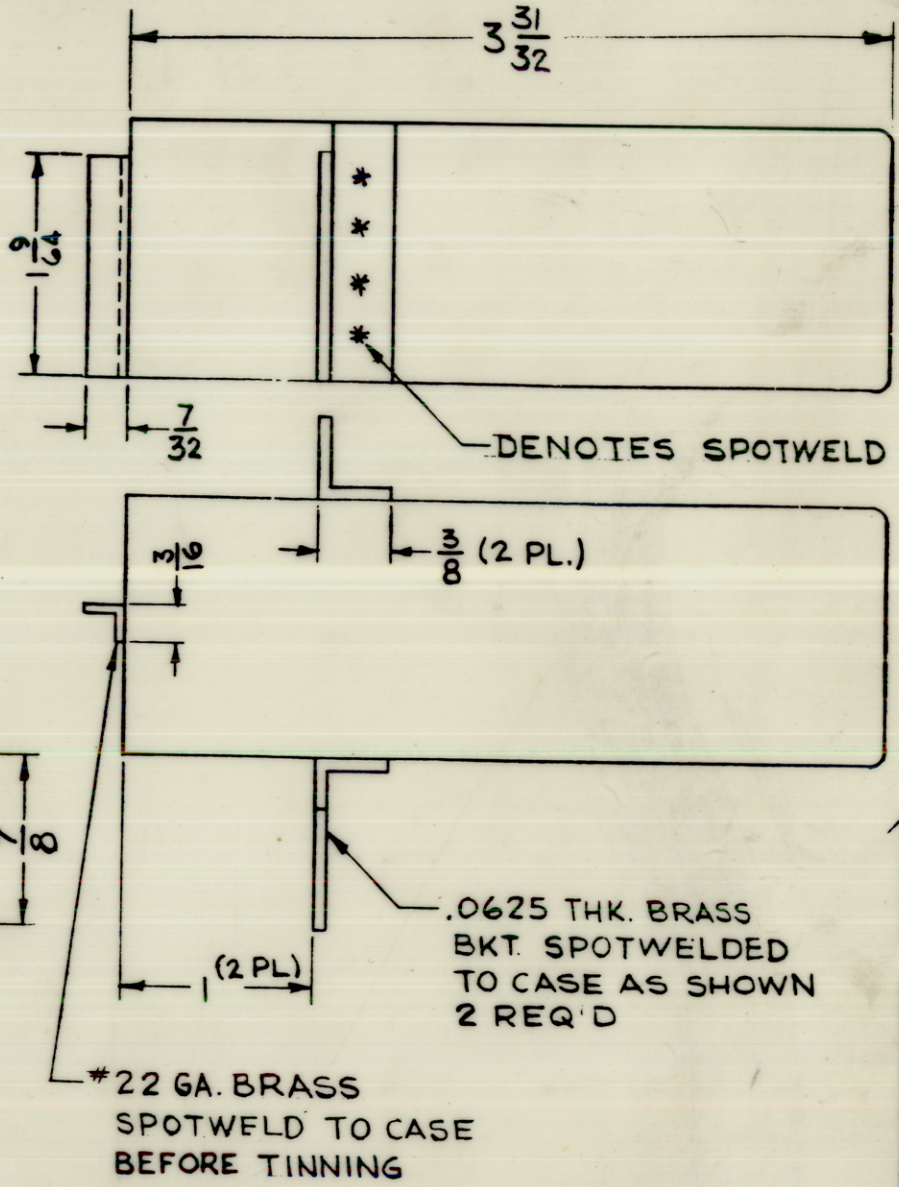 3 31/32
1 9/64
7/32
* * * *
DENOTES SPOTWELD
3/16
3/8 (2 PL.)
7/8
1 (2 PL)
.0625 THK. BRASS
BKT. SPOTWELDED
TO CASE AS SHOWN
2 REQ'D
#22 GA. BRASS
SPOTWELD TO CASE
BEFORE TINNING